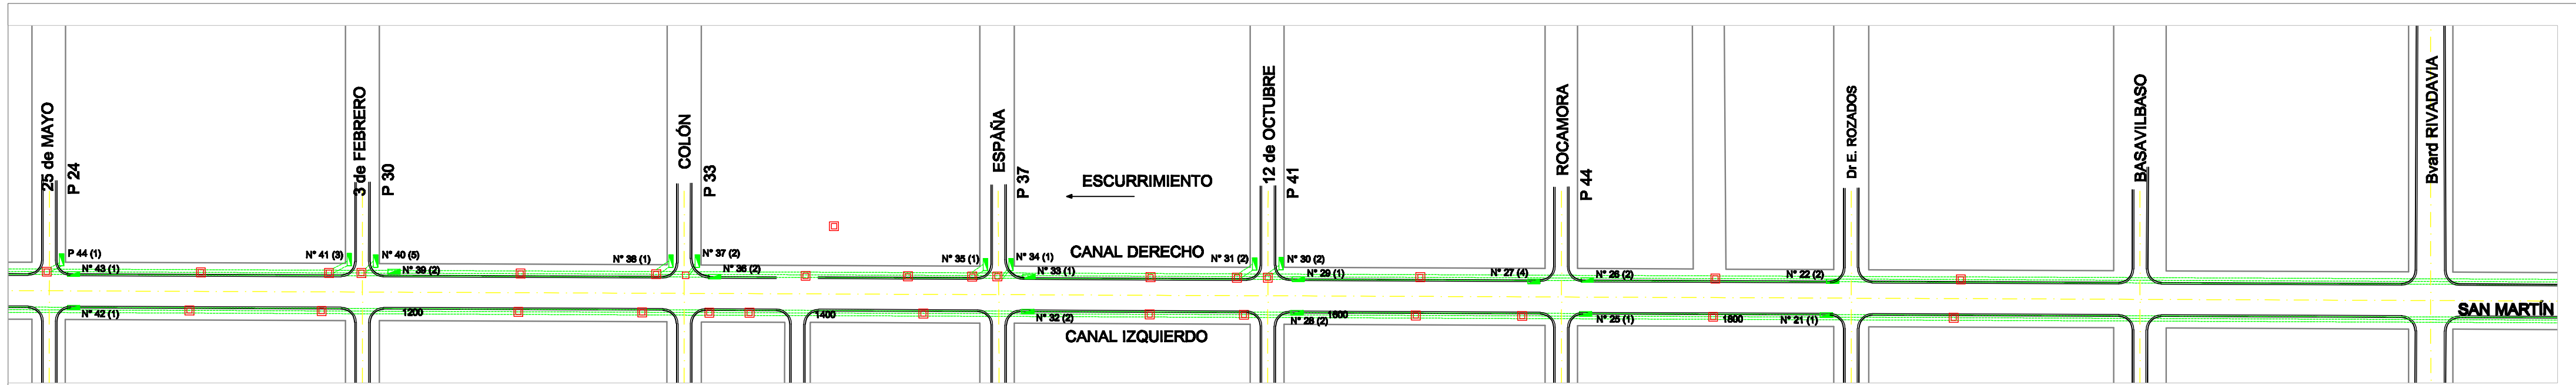 25 de MAYO
P 24
3 de FEBRERO
P 30
COLÓN
P 33
ESPAÑA
P 37
12 de OCTUBRE
P 41
ROCAMORA
P 44
Dr E. ROZADOS
BASAVILBASO
Bvard RIVADAVIA
ESCURRIMIENTO
CANAL DERECHO
P 44 (1)
N° 43 (1)
N° 41 (3)
N° 40 (5)
N° 39 (2)
N° 38 (1)
N° 37 (2)
N° 36 (2)
N° 35 (1)
N° 34 (1)
N° 33 (1)
N° 31 (2)
N° 30 (2)
N° 29 (1)
N° 27 (4)
N° 26 (2)
N° 22 (2)
N° 42 (1)
1200
1400
N° 32 (2)
N° 28 (2)
1600
N° 25 (1)
1800
N° 21 (1)
SAN MARTÍN
CANAL IZQUIERDO